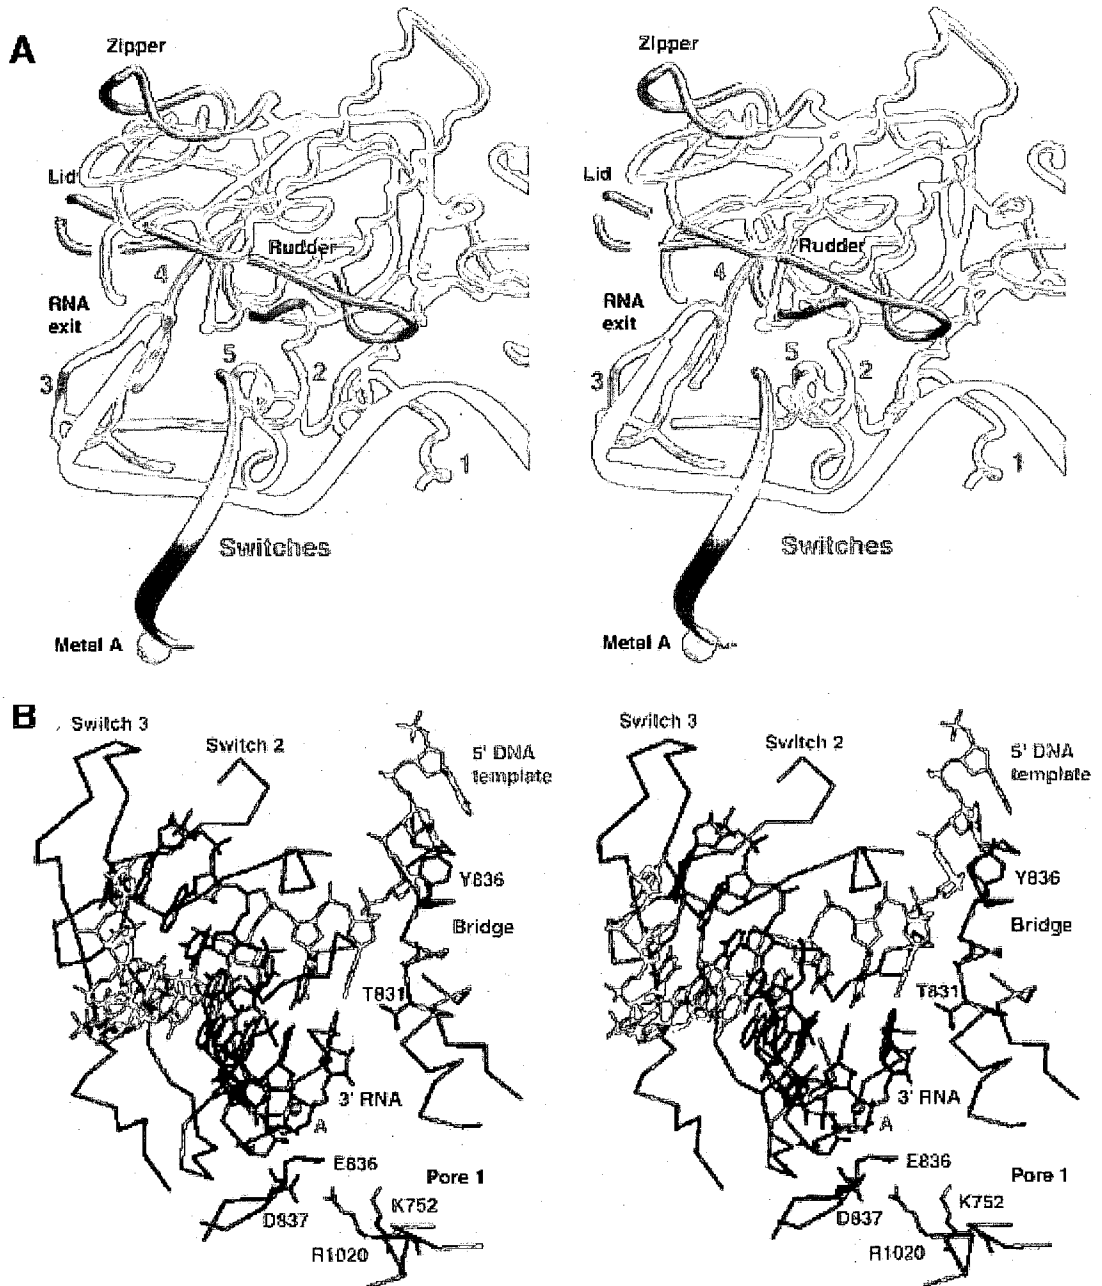 A
Zipper
Zipper
Lid
Lid
Rudder
Rudder
4
4
RNA
exit
RNA
exit
5
5
3
2
3
2
1
1
Switches
Switches
Metal A
Metal A
B
Switch 3
Switch 2
5' DNA
template
Switch 3
Switch 2
5' DNA
template
Y836
Y836
Bridge
Bridge
T831
T831
3' RNA
3' RNA
A
A
E836
E836
Pore 1
Pore 1
D837
K752
D837
K752
R1020
R1020